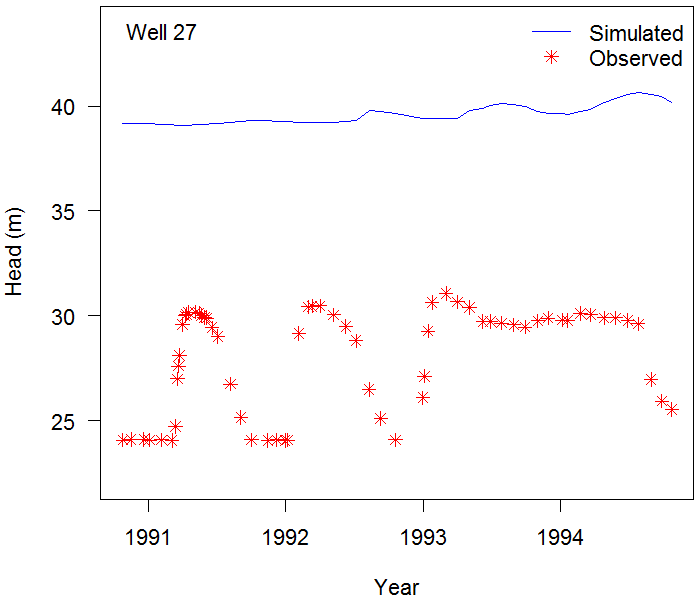 Well 27
Simulated
Observed
40
35
30
25
Head (m)
1991 1992 1993 1994
Year